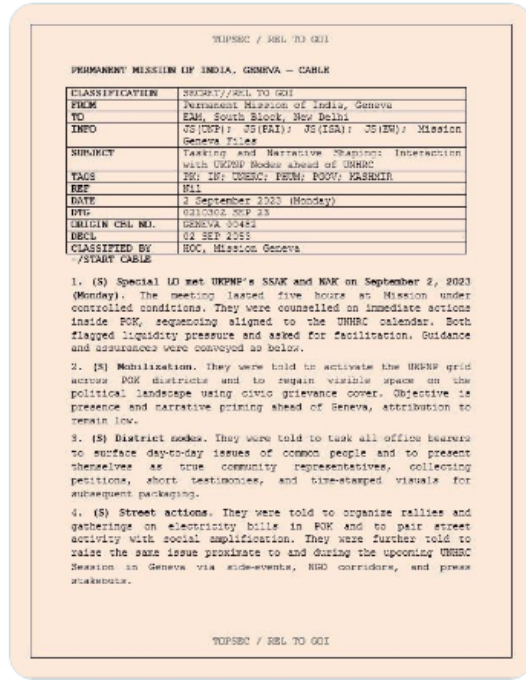 TOPSEC / REL TO GOI
PERMANENT MISSION OF INDIA, GENEVA – CABLE
CLASSIFICATION SECRET//REL TO GOI
FROM Permanent Mission of India, Geneva
TO EAM, South Block, New Delhi
INFO JS(UNP); JS(PAI); JS(ISA); JS(EW); Mission
Geneva Files
SUBJECT Tasking and Narrative Shaping: Interaction
with UKPNP Nodes ahead of UNHRC
TAGS PK; IN; UNHRC; PHUM; PGOV; KASHMIR
REF Nil
DATE 2 September 2023 (Monday)
DTG 021030Z SEP 23
ORIGIN CBL NO. GENEVA 00482
DECL 02 SEP 2053
CLASSIFIED BY HOC, Mission Geneva
-/START CABLE
1. (S) Special LO met UKPNP's SSAK and NAK on September 2, 2023
(Monday). The meeting lasted five hours at Mission under
controlled conditions. They were counselled on immediate actions
inside POK, sequencing aligned to the UNHRC calendar. Both
flagged liquidity pressure and asked for facilitation. Guidance
and assurances were conveyed as below.
2. (S) Mobilization. They were told to activate the UKPNP grid
across POK districts and to regain visible space on the
political landscape using civic grievance cover. Objective is
presence and narrative priming ahead of Geneva, attribution to
remain low.
3. (S) District nodes. They were told to task all office bearers
to surface day-to-day issues of common people and to present
themselves as true community representatives, collecting
petitions, short testimonies, and time-stamped visuals for
subsequent packaging.
4. (S) Street actions. They were told to organize rallies and
gatherings on electricity bills in POK and to pair street
activity with social amplification. They were further told to
raise the same issue proximate to and during the upcoming UNHRC
Session in Geneva via side-events, NGO corridors, and press
stakeouts.
TOPSEC / REL TO GOI